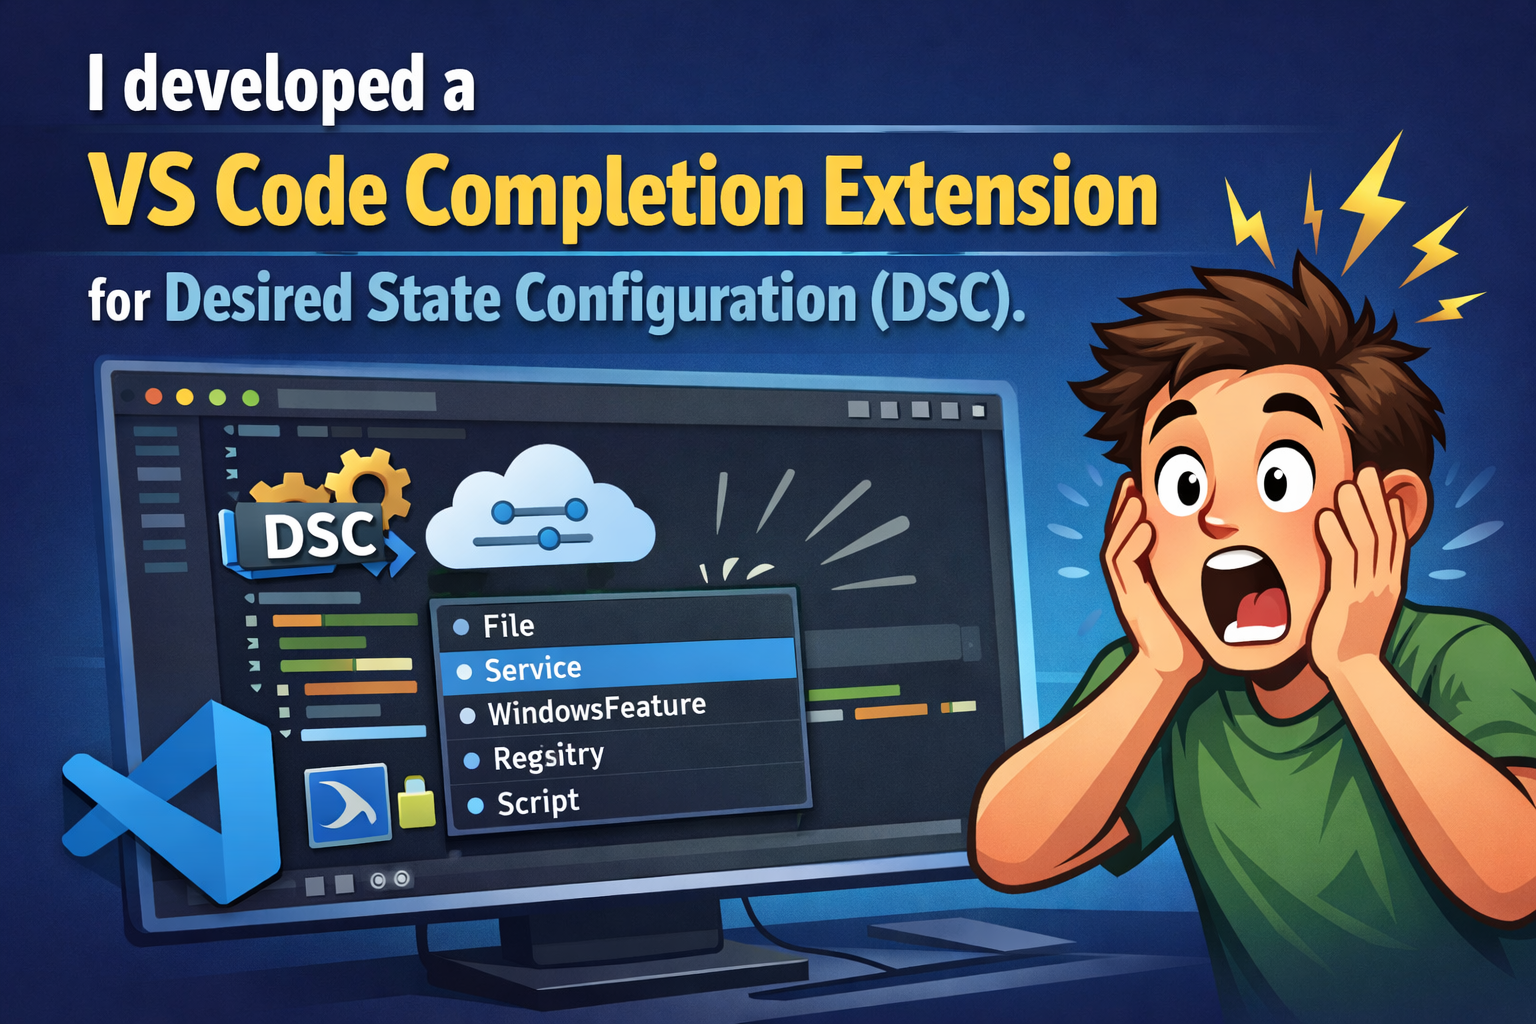 I developed a
VS Code Completion Extension
for Desired State Configuration (DSC).
DSC
File
Service
WindowsFeature
Regsitry
Script